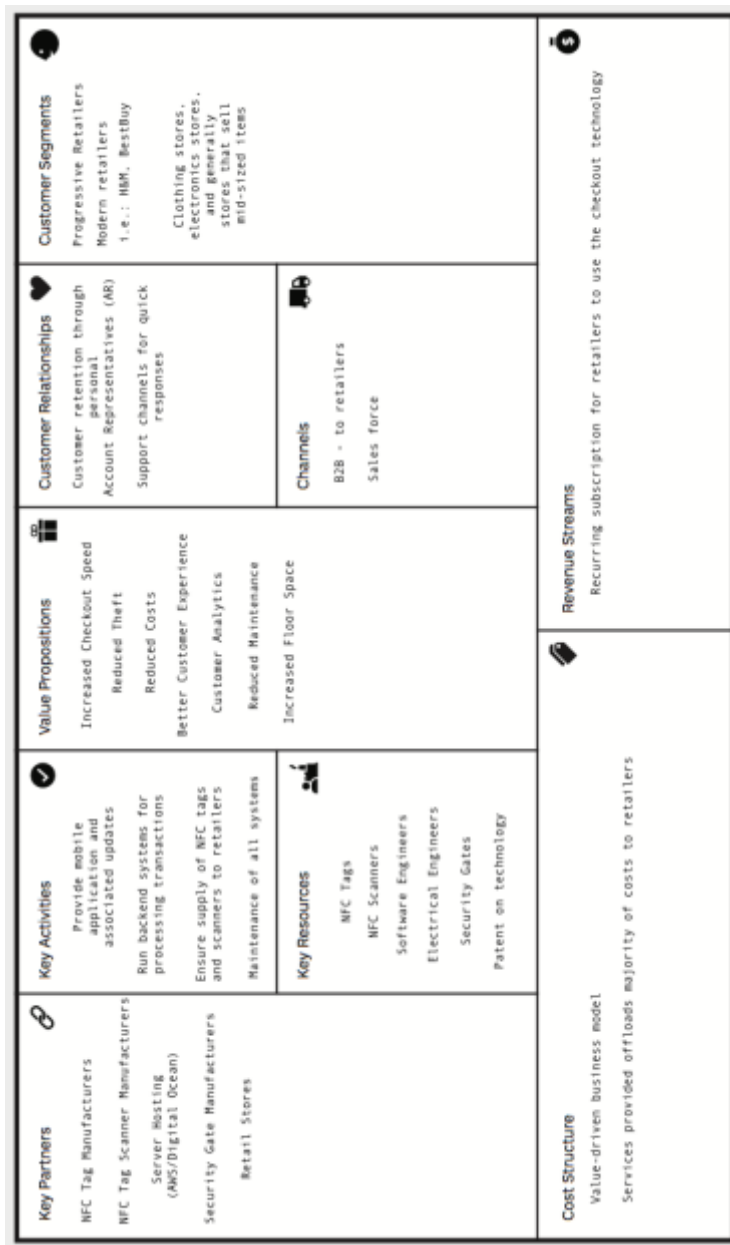 Key Partners
NFC Tag Manufacturers
NFC Tag Scanner Manufacturers
Server Hosting
(AWS/Digital Ocean)
Security Gate Manufacturers
Retail Stores
Key Activities
Provide mobile
application and
associated updates
Run backend systems for
processing transactions
Ensure supply of NFC tags
and scanners to retailers
Maintenance of all systems
Key Resources
NFC Tags
NFC Scanners
Software Engineers
Electrical Engineers
Security Gates
Patent on technology
Value Propositions
Increased Checkout Speed
Reduced Theft
Reduced Costs
Better Customer Experience
Customer Analytics
Reduced Maintenance
Increased Floor Space
Customer Relationships
Customer retention through
personal
Account Representatives (AR)
Support channels for quick
responses
Channels
B2B - to retailers
Sales force
Customer Segments
Progressive Retailers
Modern retailers
i.e.: H&M, BestBuy
Clothing stores,
electronics stores,
and generally
stores that sell
mid-sized items
Cost Structure
Value-driven business model
Services provided offloads majority of costs to retailers
Revenue Streams
Recurring subscription for retailers to use the checkout technology
$